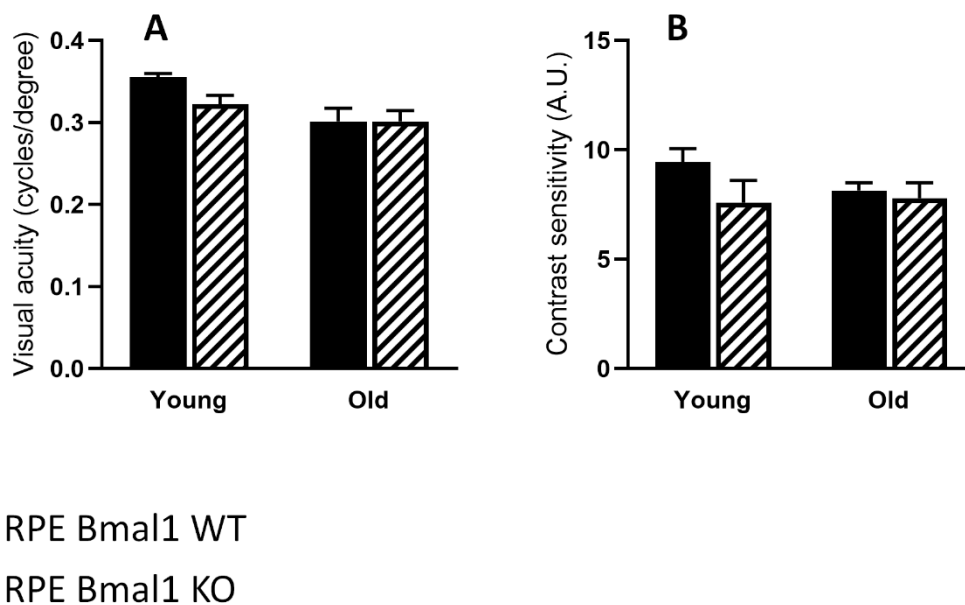 A
Visual acuity (cycles/degree)
0.4
0.3
0.2
0.1
0.0
Young Old
B
Contrast sensitivity (A.U.)
15
10
5
0
Young Old
RPE Bmal1 WT
RPE Bmal1 KO